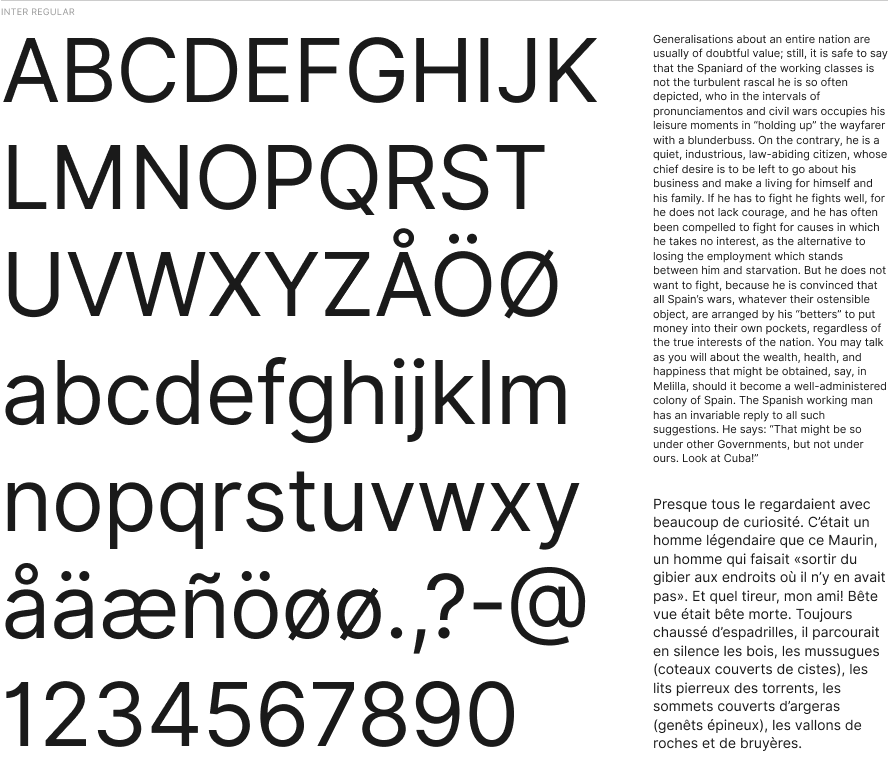 INTER REGULAR
ABCDEFGHIJK
LMNOPQRST
UVWXYZÅÖØ
abcdefghijklm
nopqrstuvwxy
åäæñöøø.,?-@
1234567890
Generalisations about an entire nation are
usually of doubtful value; still, it is safe to say
that the Spaniard of the working classes is
not the turbulent rascal he is so often
depicted, who in the intervals of
pronunciamentos and civil wars occupies his
leisure moments in “holding up” the wayfarer
with a blunderbuss. On the contrary, he is a
quiet, industrious, law-abiding citizen, whose
chief desire is to be left to go about his
business and make a living for himself and
his family. If he has to fight he fights well, for
he does not lack courage, and he has often
been compelled to fight for causes in which
he takes no interest, as the alternative to
losing the employment which stands
between him and starvation. But he does not
want to fight, because he is convinced that
all Spain’s wars, whatever their ostensible
object, are arranged by his “betters” to put
money into their own pockets, regardless of
the true interests of the nation. You may talk
as you will about the wealth, health, and
happiness that might be obtained, say, in
Melilla, should it become a well-administered
colony of Spain. The Spanish working man
has an invariable reply to all such
suggestions. He says: “That might be so
under other Governments, but not under
ours. Look at Cuba!”
Presque tous le regardaient avec
beaucoup de curiosité. C’était un
homme légendaire que ce Maurin,
un homme qui faisait «sortir du
gibier aux endroits où il n’y en avait
pas». Et quel tireur, mon ami! Bête
vue était bête morte. Toujours
chaussé d’espadrilles, il parcourait
en silence les bois, les mussugues
(coteaux couverts de cistes), les
lits pierreux des torrents, les
sommets couverts d’argeras
(genêts épineux), les vallons de
roches et de bruyères.